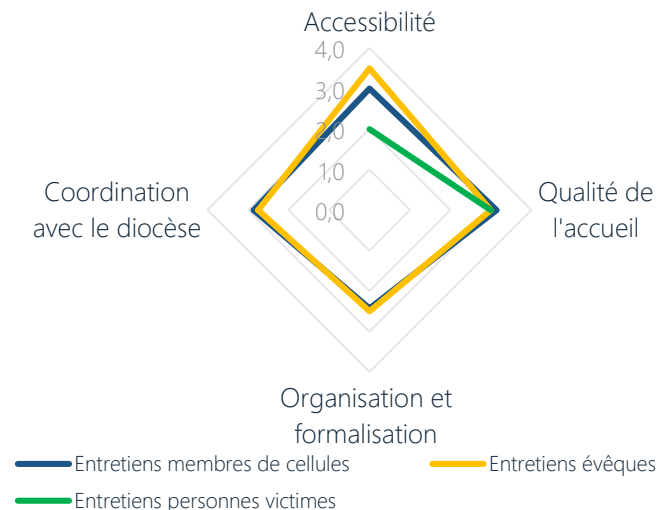 Accessibilité
4,0
3,0
2,0
1,0
0,0
Coordination
avec le diocèse
Qualité de
l'accueil
Organisation et
formalisation
Entretiens membres de cellules
Entretiens évêques
Entretiens personnes victimes